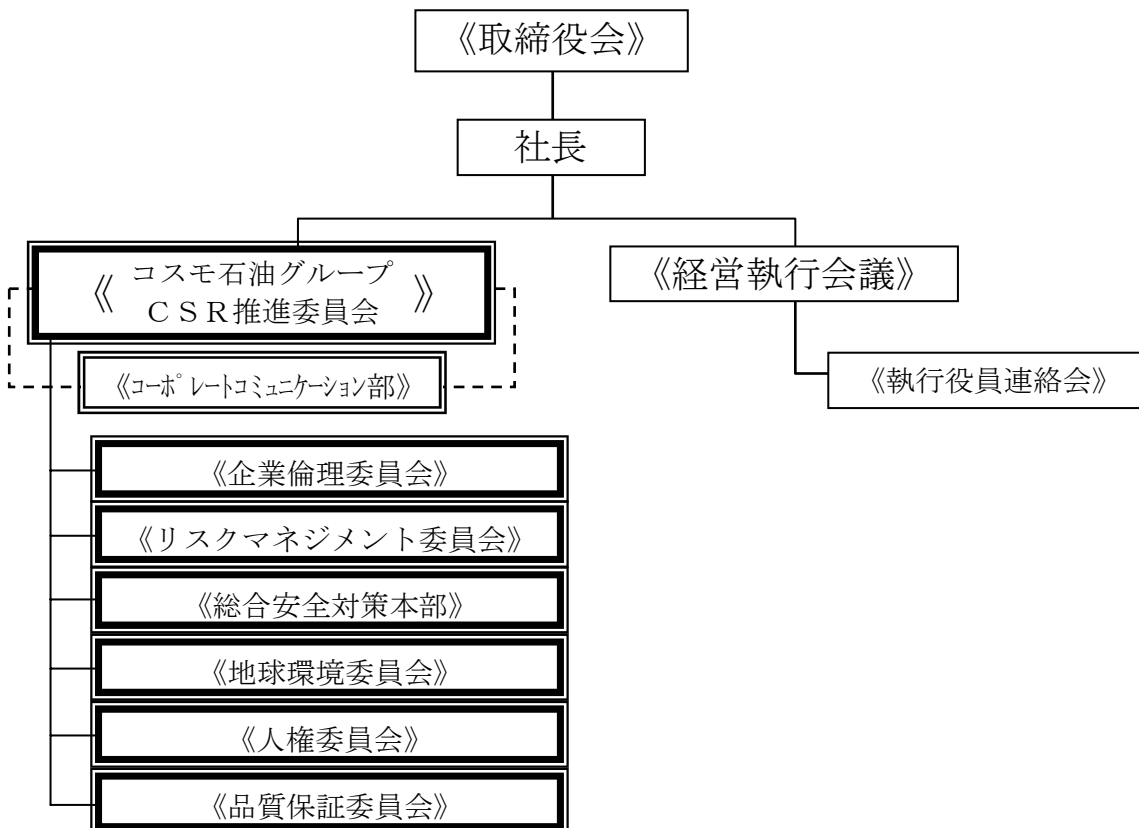 《取締役会》
社長
《コスモ石油グループ
ＣＳＲ推進委員会》
《経営執行会議》
《ｺｰﾎﾟﾚｰﾄｺﾐｭﾆｹｰｼｮﾝ部》
《執行役員連絡会》
《企業倫理委員会》
《リスクマネジメント委員会》
《総合安全対策本部》
《地球環境委員会》
《人権委員会》
《品質保証委員会》